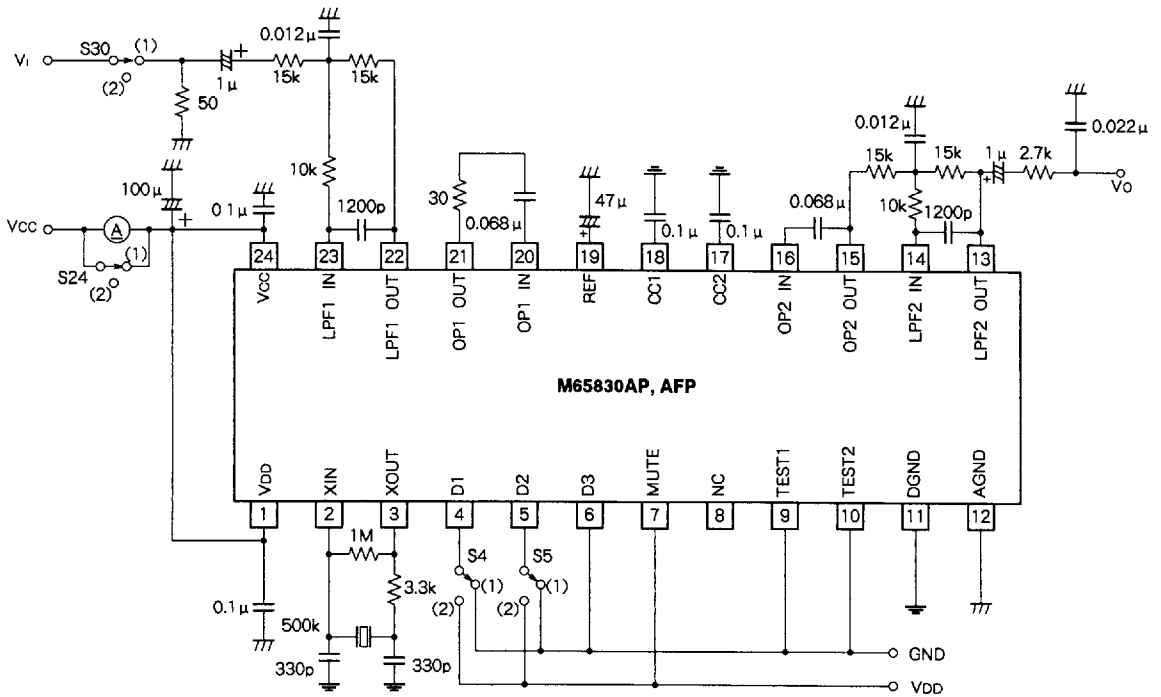 VI
S30
(1)
(2)
50
1μ
+
15k
0.012μ
15k
10k
1200p
100μ
+
VCC
A
S24
(1)
(2)
0.1μ
30
0.068μ
47μ
+
0.1μ
0.1μ
0.068μ
15k
0.012μ
15k
10k
1200p
1μ
+
2.7k
0.022μ
VO
24 23 22 21 20 19 18 17 16 15 14 13
VCC
LPF1 IN
LPF1 OUT
OP1 OUT
OP1 IN
REF
CC1
CC2
OP2 IN
OP2 OUT
LPF2 IN
LPF2 OUT
M65830AP, AFP
VDD
XIN
XOUT
D1
D2
D3
MUTE
NC
TEST1
TEST2
DGND
AGND
1 2 3 4 5 6 7 8 9 10 11 12
1M
3.3k
0.1μ
500k
330p
330p
S4
(1)
(2)
S5
(1)
(2)
GND
VDD